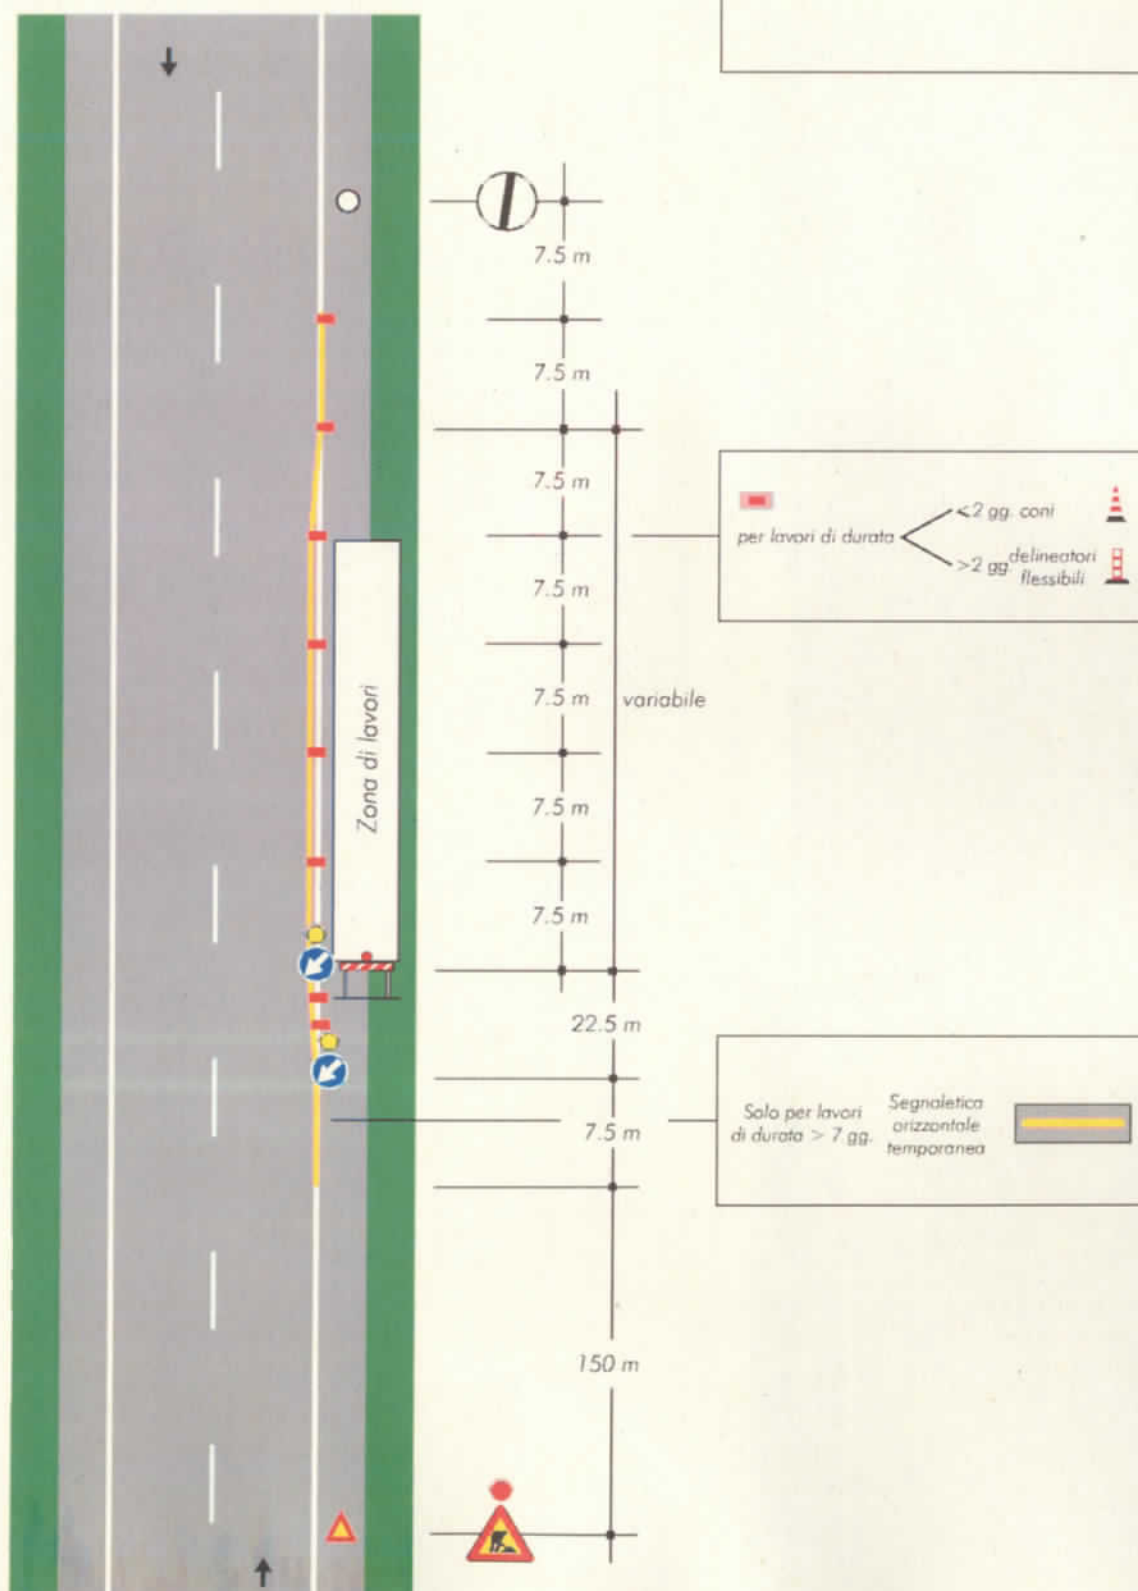 7.5 m
7.5 m
7.5 m
7.5 m
7.5 m
variabile
7.5 m
7.5 m
22.5 m
7.5 m
150 m
Zona di lavori
per lavori di durata
<2 gg. coni
>2 gg. delineatori
flessibili
Solo per lavori
di durata > 7 gg.
Segnaletica
orizzontale
temporanea